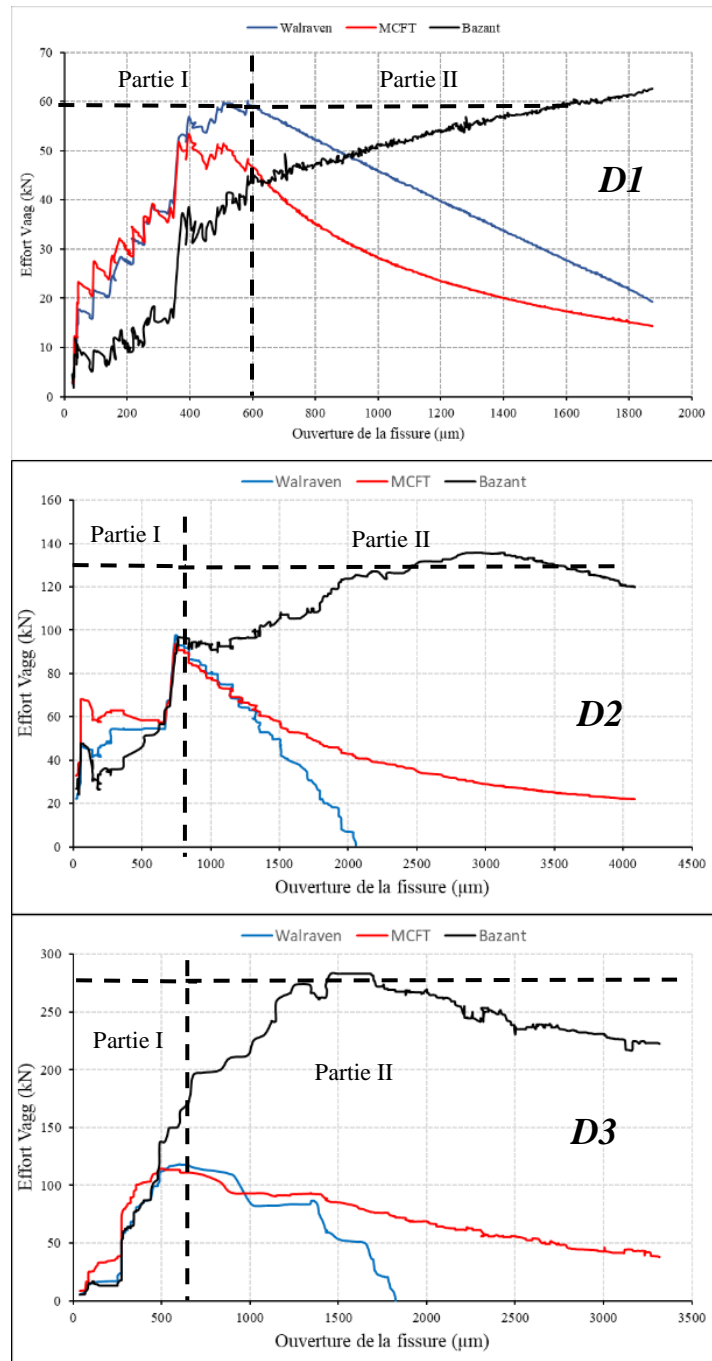 Walraven MCFT Bazant
70
60
50
40
30
20
10
0
Effort Vaag (kN)
Partie I Partie II
D1
0 200 400 600 800 1000 1200 1400 1600 1800 2000
Ouverture de la fissure (µm)
Walraven MCFT Bazant
160
140
120
100
80
60
40
20
0
Effort Vagg (kN)
Partie I Partie II
D2
0 500 1000 1500 2000 2500 3000 3500 4000 4500
Ouverture de la fissure (µm)
Walraven MCFT Bazant
300
250
200
150
100
50
0
Effort Vagg (kN)
Partie I
Partie II
D3
0 500 1000 1500 2000 2500 3000 3500
Ouverture de la fissure (µm)